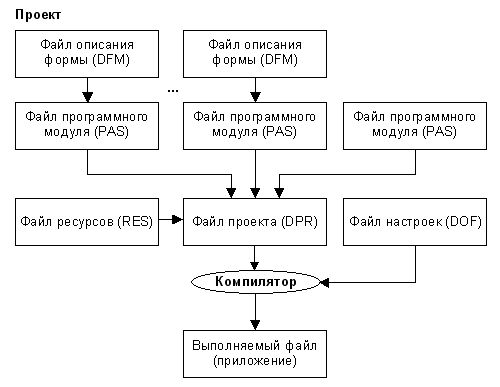 Проект
Файл описания
формы (DFM)
Файл описания
формы (DFM)
...
Файл программного
модуля (PAS)
Файл программного
модуля (PAS)
Файл программного
модуля (PAS)
Файл ресурсов (RES)
Файл проекта (DPR)
Файл настроек (DOF)
Компилятор
Выполняемый файл
(приложение)